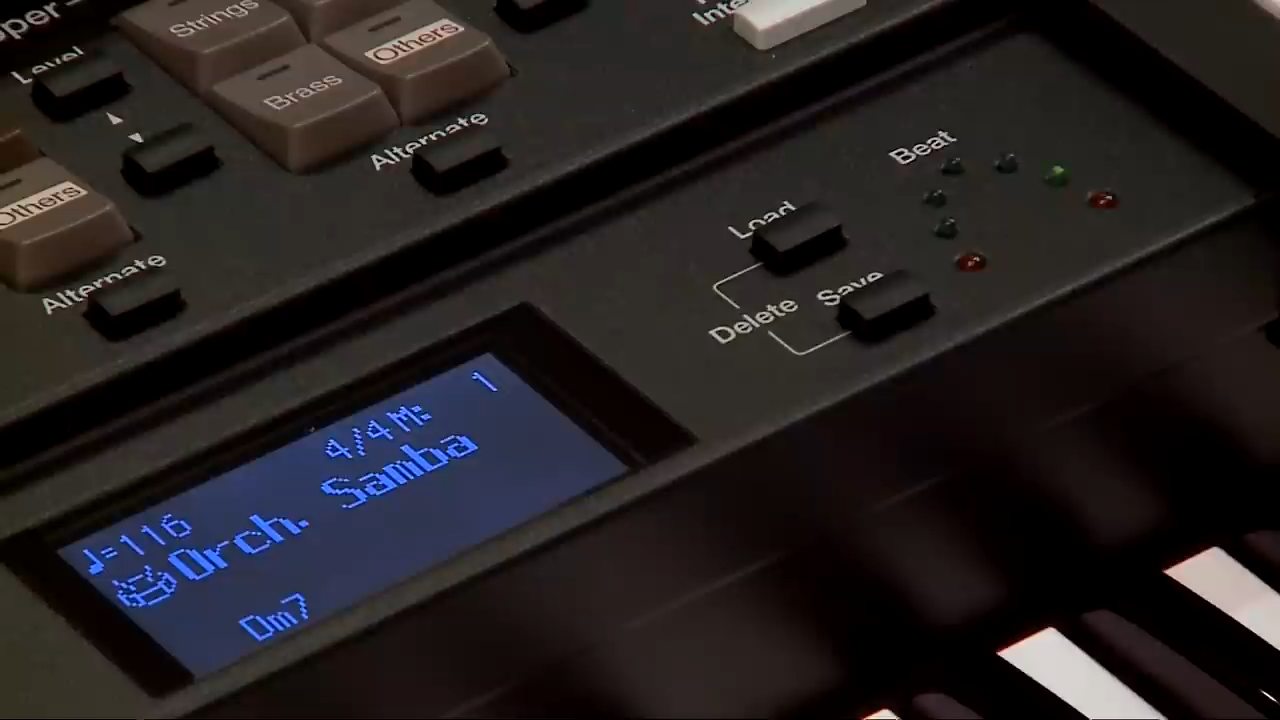 Strings
Others
Level
Brass
Alternate
Others
Alternate
Beat
Load
Save
Delete
4/4 M: 1
♩=116
Orch. Samba
Dm7